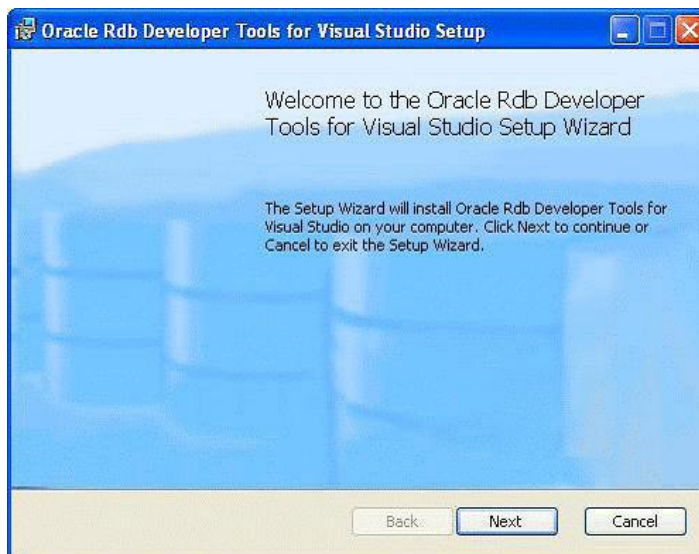 Oracle Rdb Developer Tools for Visual Studio Setup
Welcome to the Oracle Rdb Developer
Tools for Visual Studio Setup Wizard
The Setup Wizard will install Oracle Rdb Developer Tools for
Visual Studio on your computer. Click Next to continue or
Cancel to exit the Setup Wizard.
Back
Next
Cancel